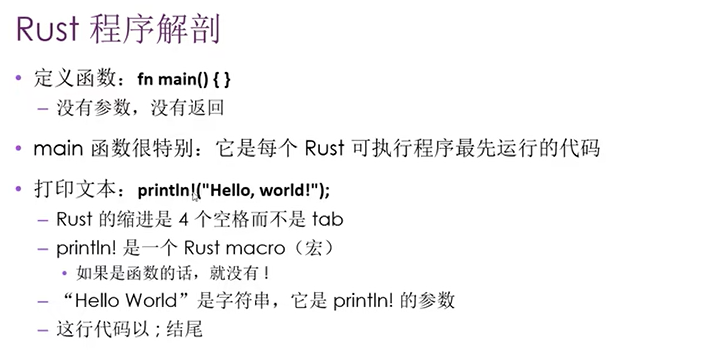 Rust 程序解剖
• 定义函数：fn main() { }
– 没有参数，没有返回
• main 函数很特别：它是每个 Rust 可执行程序最先运行的代码
• 打印文本：println!("Hello, world!");
– Rust 的缩进是 4 个空格而不是 tab
– println! 是一个 Rust macro（宏）
• 如果是函数的话，就没有 !
– “Hello World”是字符串，它是 println! 的参数
– 这行代码以 ; 结尾